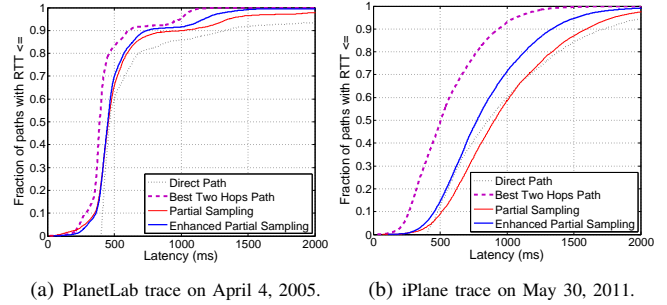 Fraction of paths with RTT <=
1
0.9
0.8
0.7
0.6
0.5
0.4
0.3
0.2
0.1
0
Direct Path
Best Two Hops Path
Partial Sampling
Enhanced Partial Sampling
0 500 1000 1500 2000
Latency (ms)
(a) PlanetLab trace on April 4, 2005.
Fraction of paths with RTT <=
1
0.9
0.8
0.7
0.6
0.5
0.4
0.3
0.2
0.1
0
Direct Path
Best Two Hops Path
Partial Sampling
Enhanced Partial Sampling
0 500 1000 1500 2000
Latency (ms)
(b) iPlane trace on May 30, 2011.